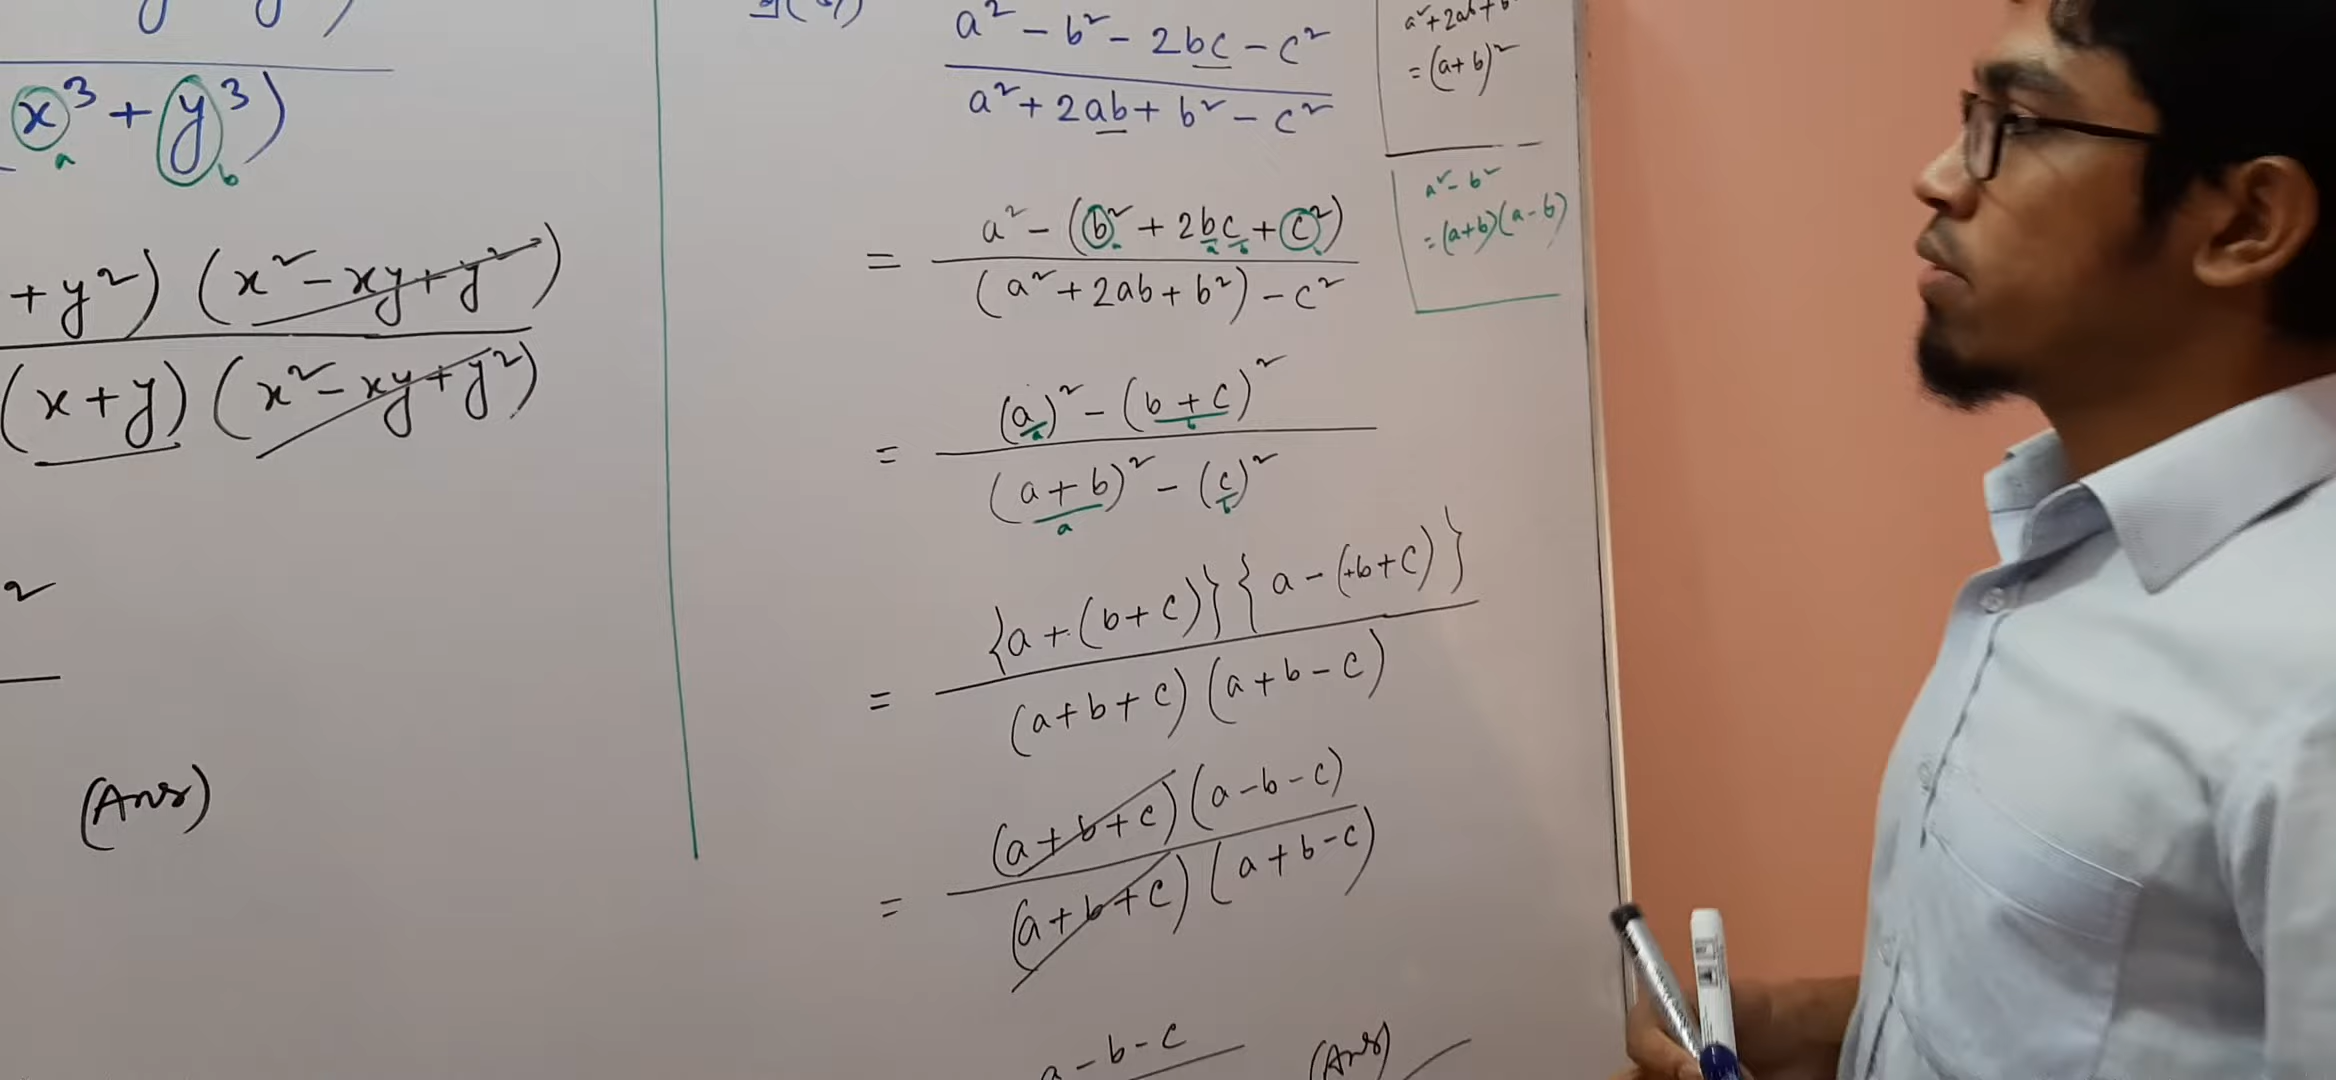 x³ + y³)
a
b
+ y²) (x² - xy + y²)
(x + y) (x² - xy + y²)
2
(Ans)
a² - b² - 2bc - c²
a² + 2ab + b² - c²
= a² - (b² + 2bc + c²)
a a b
(a² + 2ab + b²) - c²
= (a)² - (b + c)²
a b
(a + b)² - (c)²
a b
= {a + (b + c)} {a - (+b + c)}
(a + b + c) (a + b - c)
= (a + b + c) (a - b - c)
(a + b + c) (a + b - c)
a - b - c
(Ans)
a² + 2ab + b
= (a + b)²
a² - b²
= (a + b) (a - b)